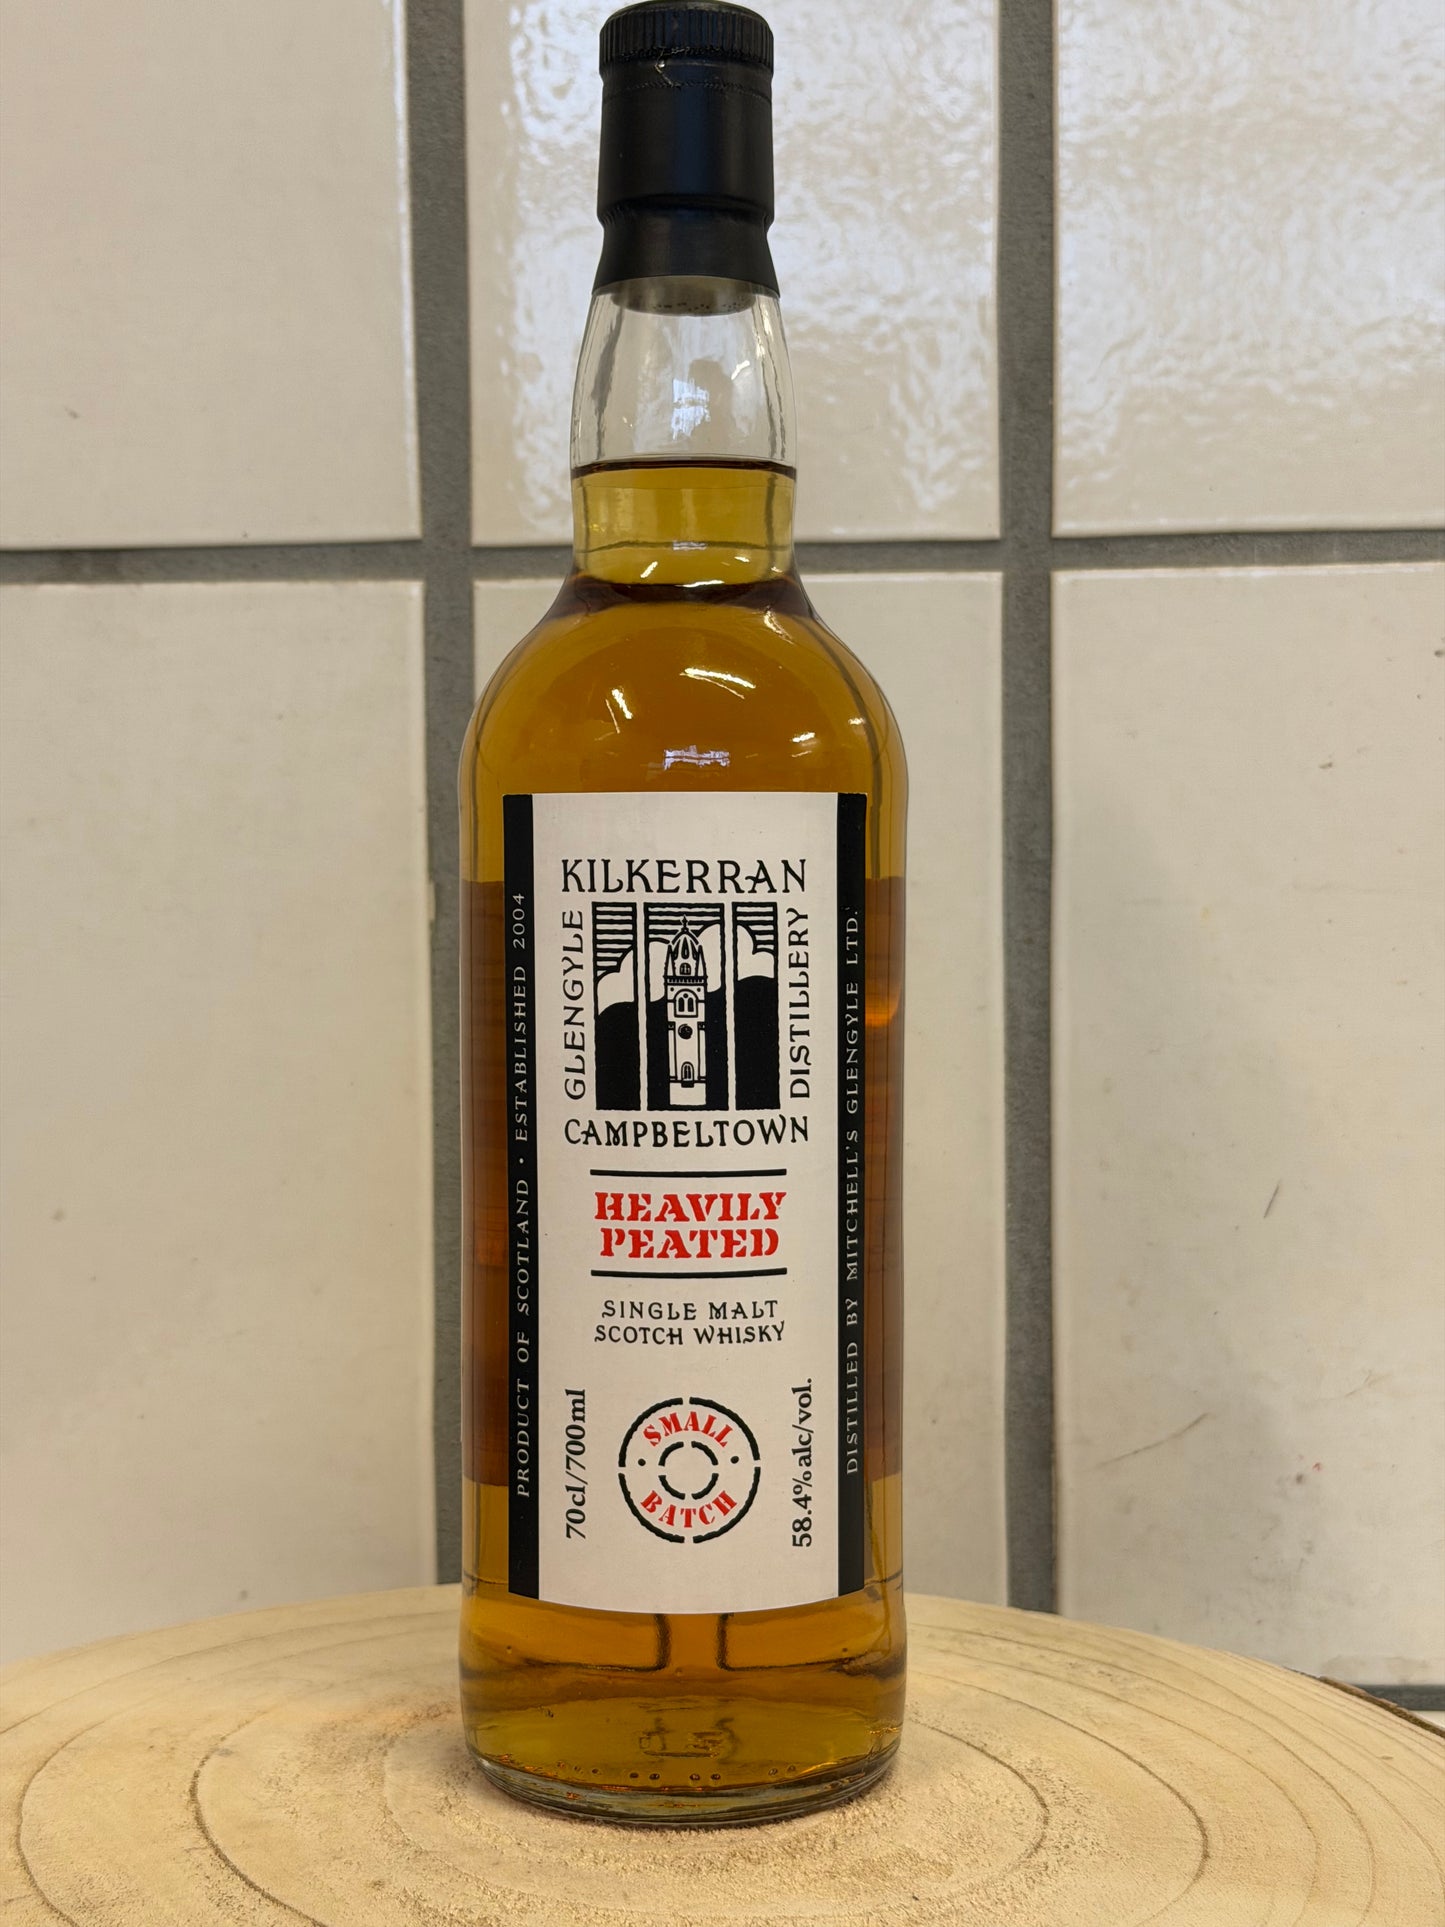 KILKERRAN
GLENGYLE
DISTILLERY
CAMPBELTOWN
HEAVILY
PEATED
SINGLE MALT
SCOTCH WHISKY
70cl/700ml
SMALL
BATCH
58.4%alc/vol.
PRODUCT OF SCOTLAND • ESTABLISHED 2004
DISTILLED BY MITCHELL'S GLENGYLE LTD.